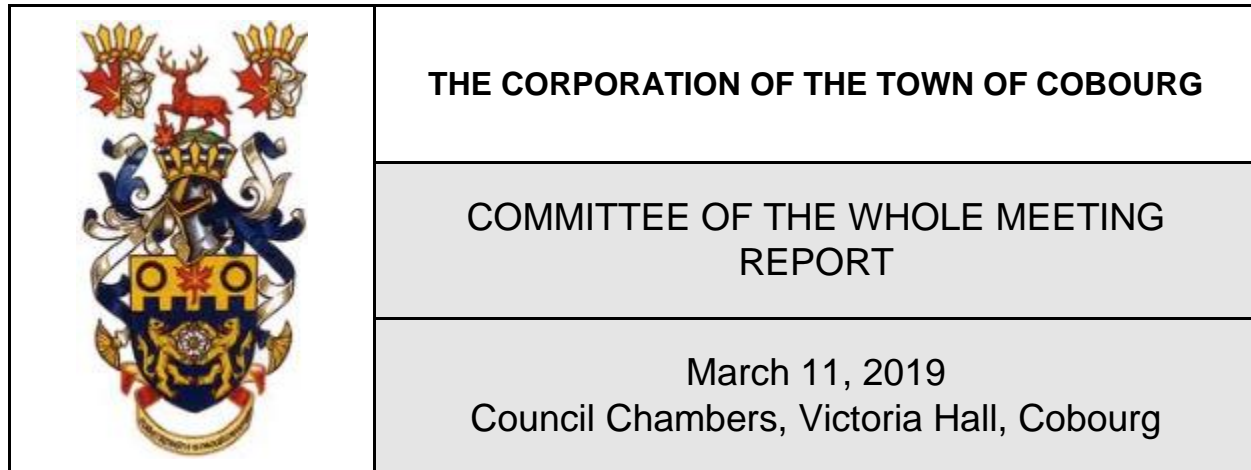 THE CORPORATION OF THE TOWN OF COBOURG
COMMITTEE OF THE WHOLE MEETING
REPORT
March 11, 2019
Council Chambers, Victoria Hall, Cobourg